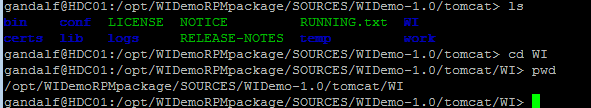 gandalf@HDC01:/opt/WIDemoRPMpackage/SOURCES/WIDemo-1.0/tomcat> ls
bin conf LICENSE NOTICE RUNNING.txt WI
certs lib logs RELEASE-NOTES temp work
gandalf@HDC01:/opt/WIDemoRPMpackage/SOURCES/WIDemo-1.0/tomcat> cd WI
gandalf@HDC01:/opt/WIDemoRPMpackage/SOURCES/WIDemo-1.0/tomcat/WI> pwd
/opt/WIDemoRPMpackage/SOURCES/WIDemo-1.0/tomcat/WI
gandalf@HDC01:/opt/WIDemoRPMpackage/SOURCES/WIDemo-1.0/tomcat/WI>